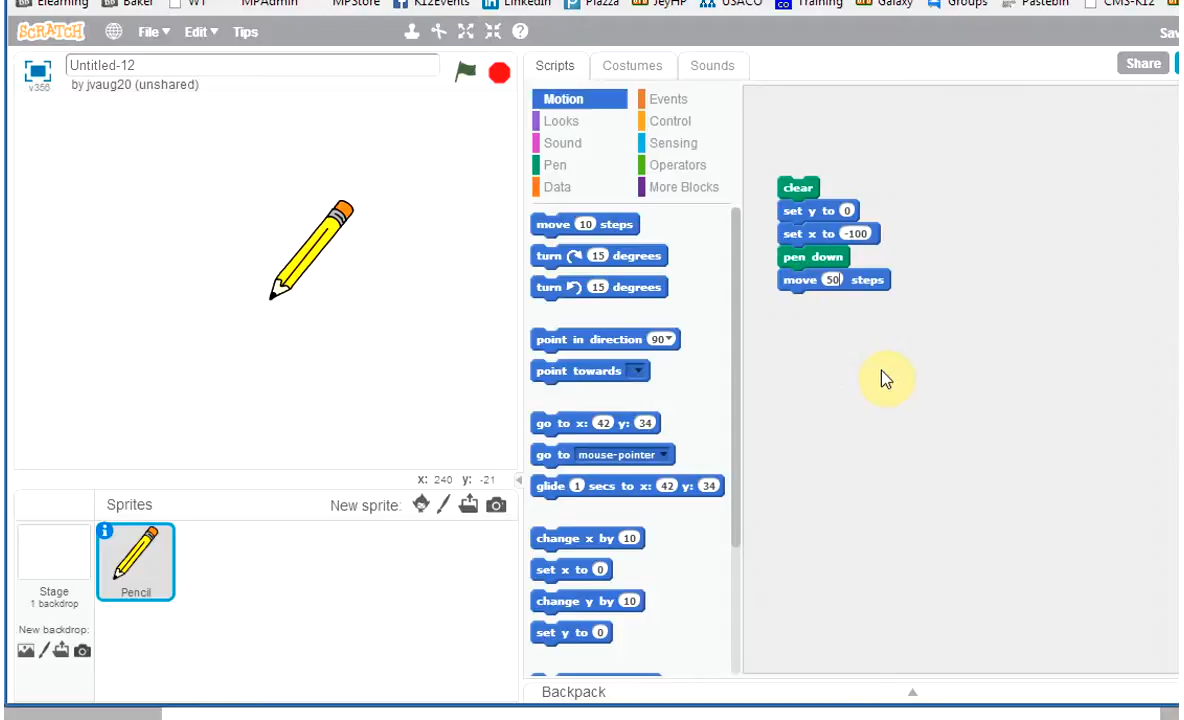 Elearning Baker WT MPAdmin MPStore K12Events LinkedIn Piazza JeyHP USACO Training Galaxy Groups Pastebin CMS-K12
SCRATCH File Edit Tips
Untitled-12
v356 by jvaug20 (unshared)
Scripts Costumes Sounds Share
Motion Events
Looks Control
Sound Sensing
Pen Operators
Data More Blocks
move 10 steps
turn 15 degrees
turn 15 degrees
point in direction 90
point towards
go to x: 42 y: 34
go to mouse-pointer
glide 1 secs to x: 42 y: 34
change x by 10
set x to 0
change y by 10
set y to 0
clear
set y to 0
set x to -100
pen down
move 50 steps
x: 240 y: -21
Sprites New sprite:
Stage
1 backdrop
New backdrop:
Pencil
Backpack